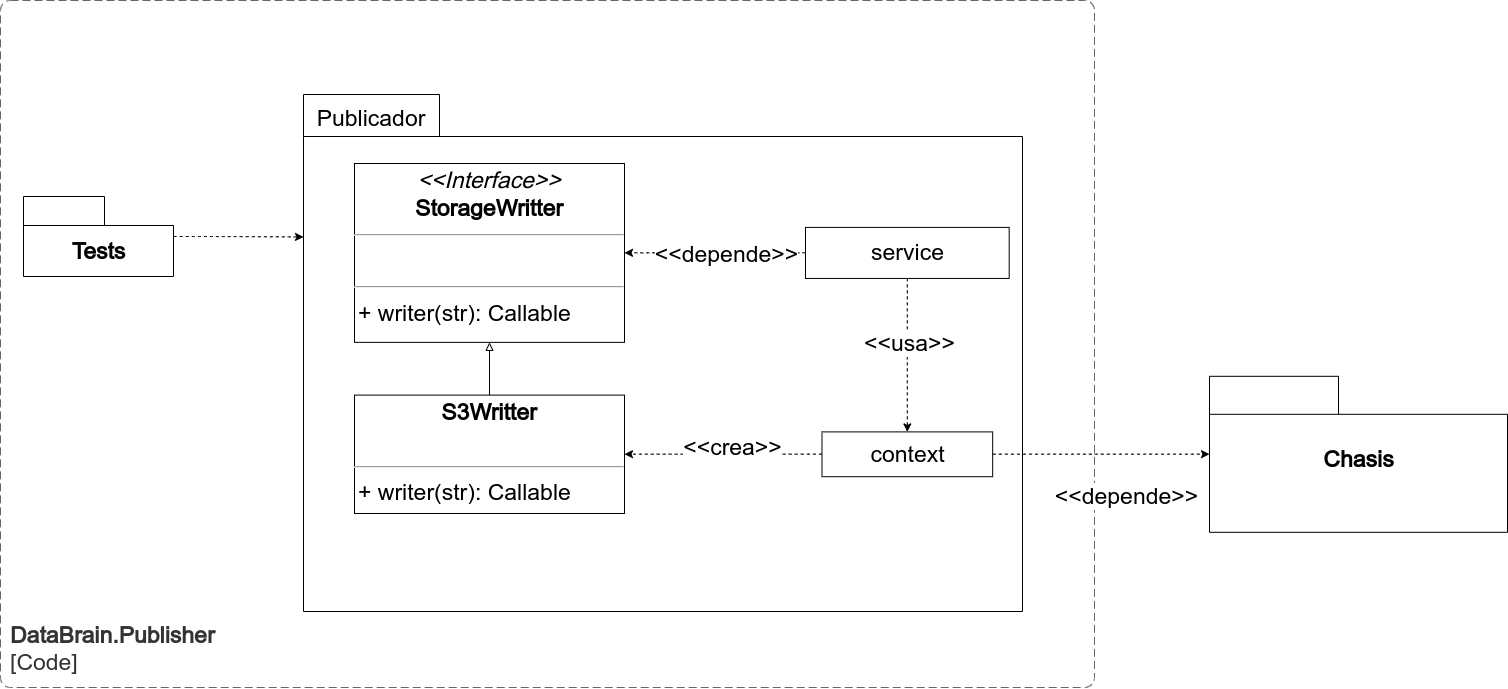 Publicador
<<Interface>>
StorageWritter
+ writer(str): Callable
<<depende>>
service
Tests
<<usa>>
S3Writter
+ writer(str): Callable
<<crea>>
context
<<depende>>
Chasis
DataBrain.Publisher
[Code]